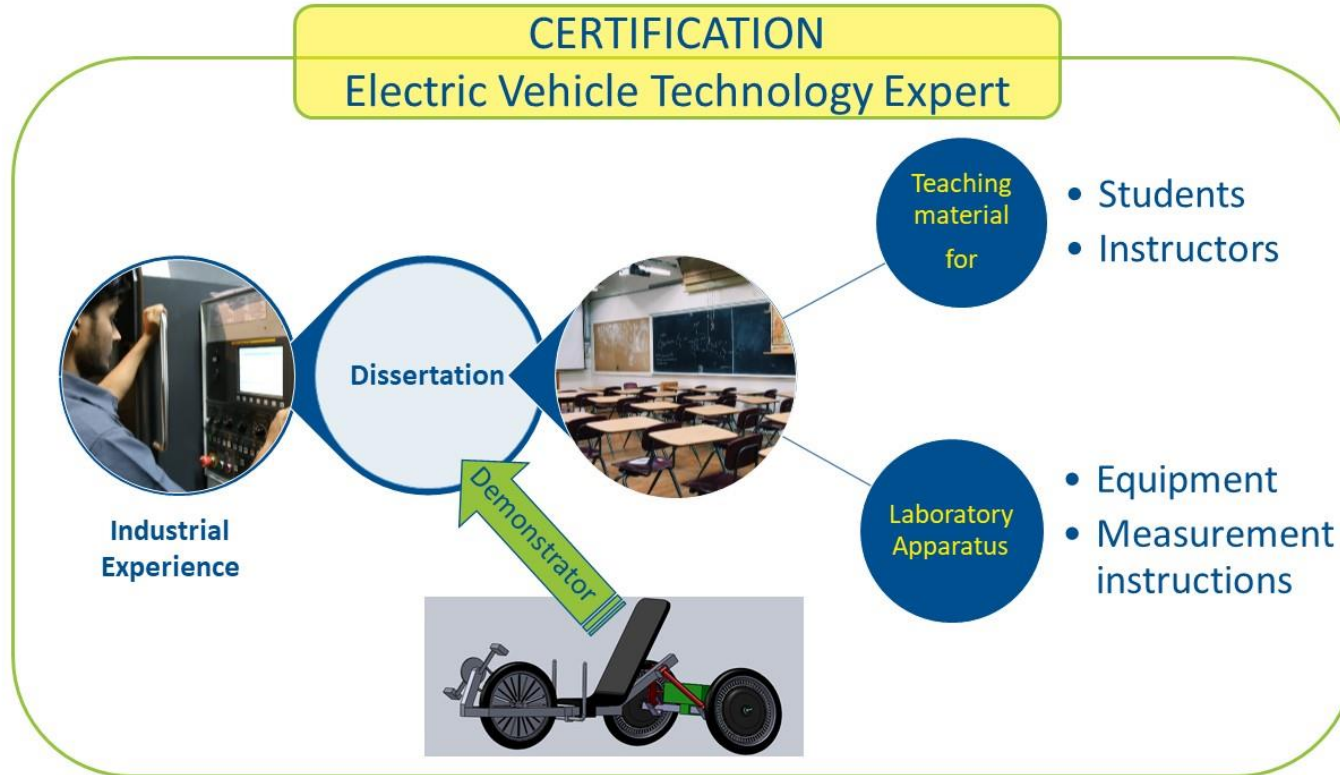 CERTIFICATION
Electric Vehicle Technology Expert
Teaching
material
for
• Students
• Instructors
Dissertation
Industrial
Experience
Demonstrator
Laboratory
Apparatus
• Equipment
• Measurement
instructions